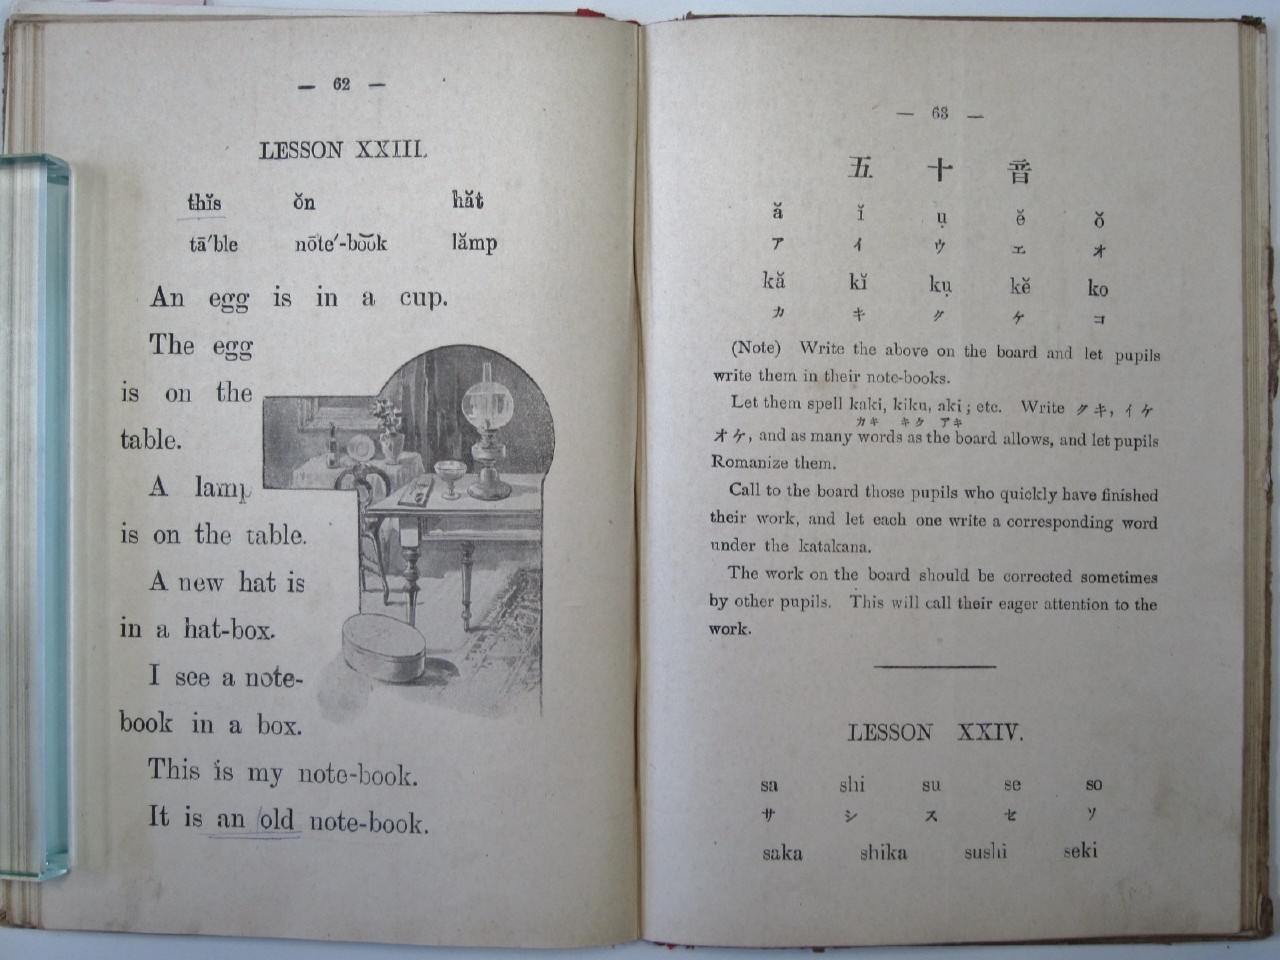 — 62 —
LESSON XXIII.
thĭs ŏn hăt
tā′ble nōte′-bo͝ok lămp
An egg is in a cup.
The egg
is on the
table.
A lamp
is on the table.
A new hat is
in a hat-box.
I see a note-
book in a box.
This is my note-book.
It is an old note-book.
— 63 —
五十音
ă ĭ ụ ĕ ŏ
ア イ ウ エ オ
kă kĭ kụ kĕ ko
カ キ ク ケ コ
(Note) Write the above on the board and let pupils
write them in their note-books.
Let them spell kaki, kiku, aki; etc. Write クキ, イケ
カキ キク アキ
オケ, and as many words as the board allows, and let pupils
Romanize them.
Call to the board those pupils who quickly have finished
their work, and let each one write a corresponding word
under the katakana.
The work on the board should be corrected sometimes
by other pupils. This will call their eager attention to the
work.
LESSON XXIV.
sa shi su se so
サ シ ス セ ソ
saka shika sushi seki